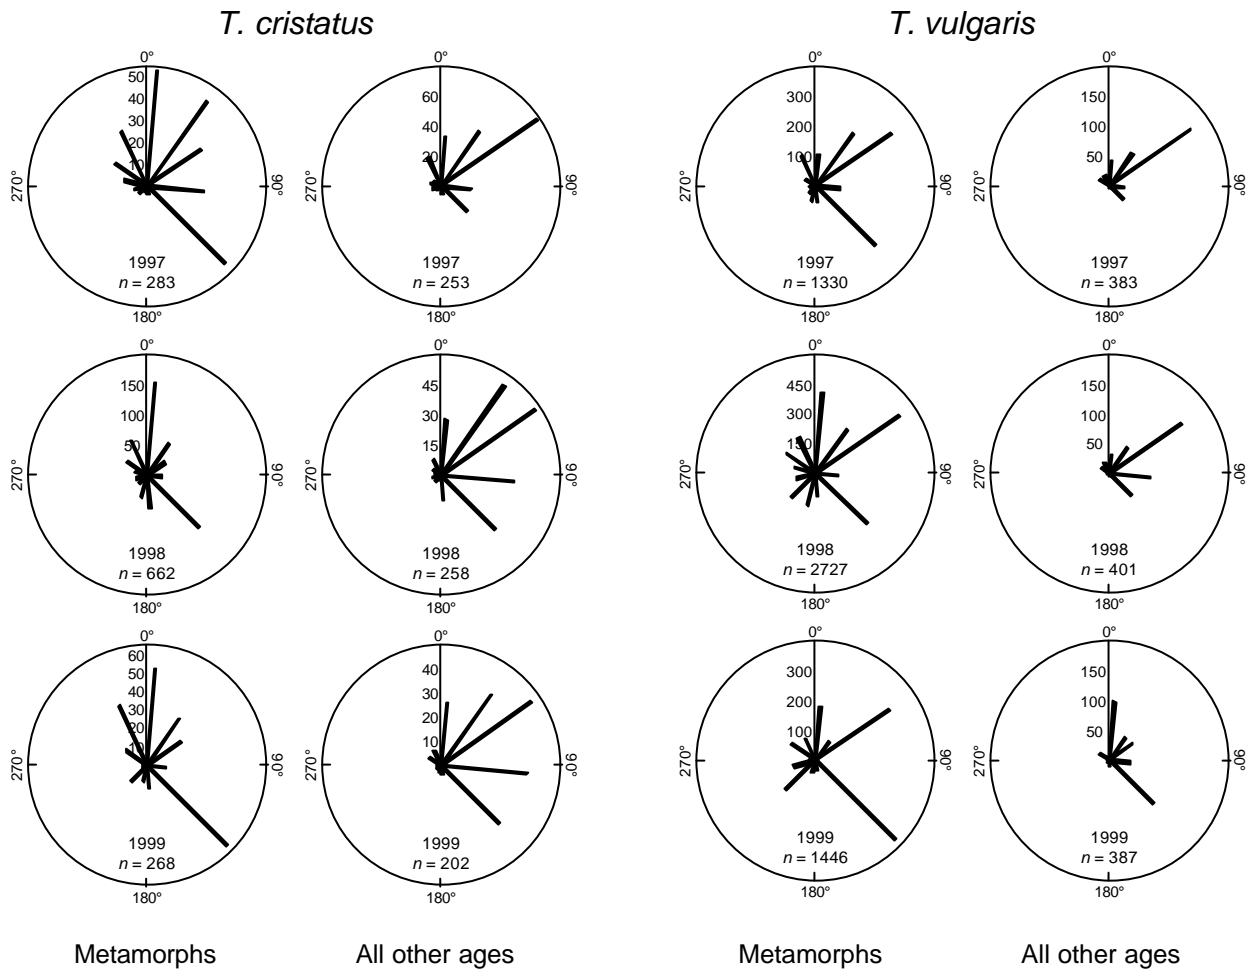 T. cristatus
T. vulgaris
0° 0° 0° 0°
50 40 30 20 10
60 40 20
300 200 100
150 100 50
270° 90° 270° 90° 270° 90° 270° 90°
1997 1997 1997 1997
n = 283 n = 253 n = 1330 n = 383
180° 180° 180° 180°
0° 0° 0° 0°
150 100 50
45 30 15
450 300 150
150 100 50
270° 90° 270° 90° 270° 90° 270° 90°
1998 1998 1998 1998
n = 662 n = 258 n = 2727 n = 401
180° 180° 180° 180°
0° 0° 0° 0°
60 50 40 30 20 10
40 30 20 10
300 200 100
150 100 50
270° 90° 270° 90° 270° 90° 270° 90°
1999 1999 1999 1999
n = 268 n = 202 n = 1446 n = 387
180° 180° 180° 180°
Metamorphs All other ages Metamorphs All other ages